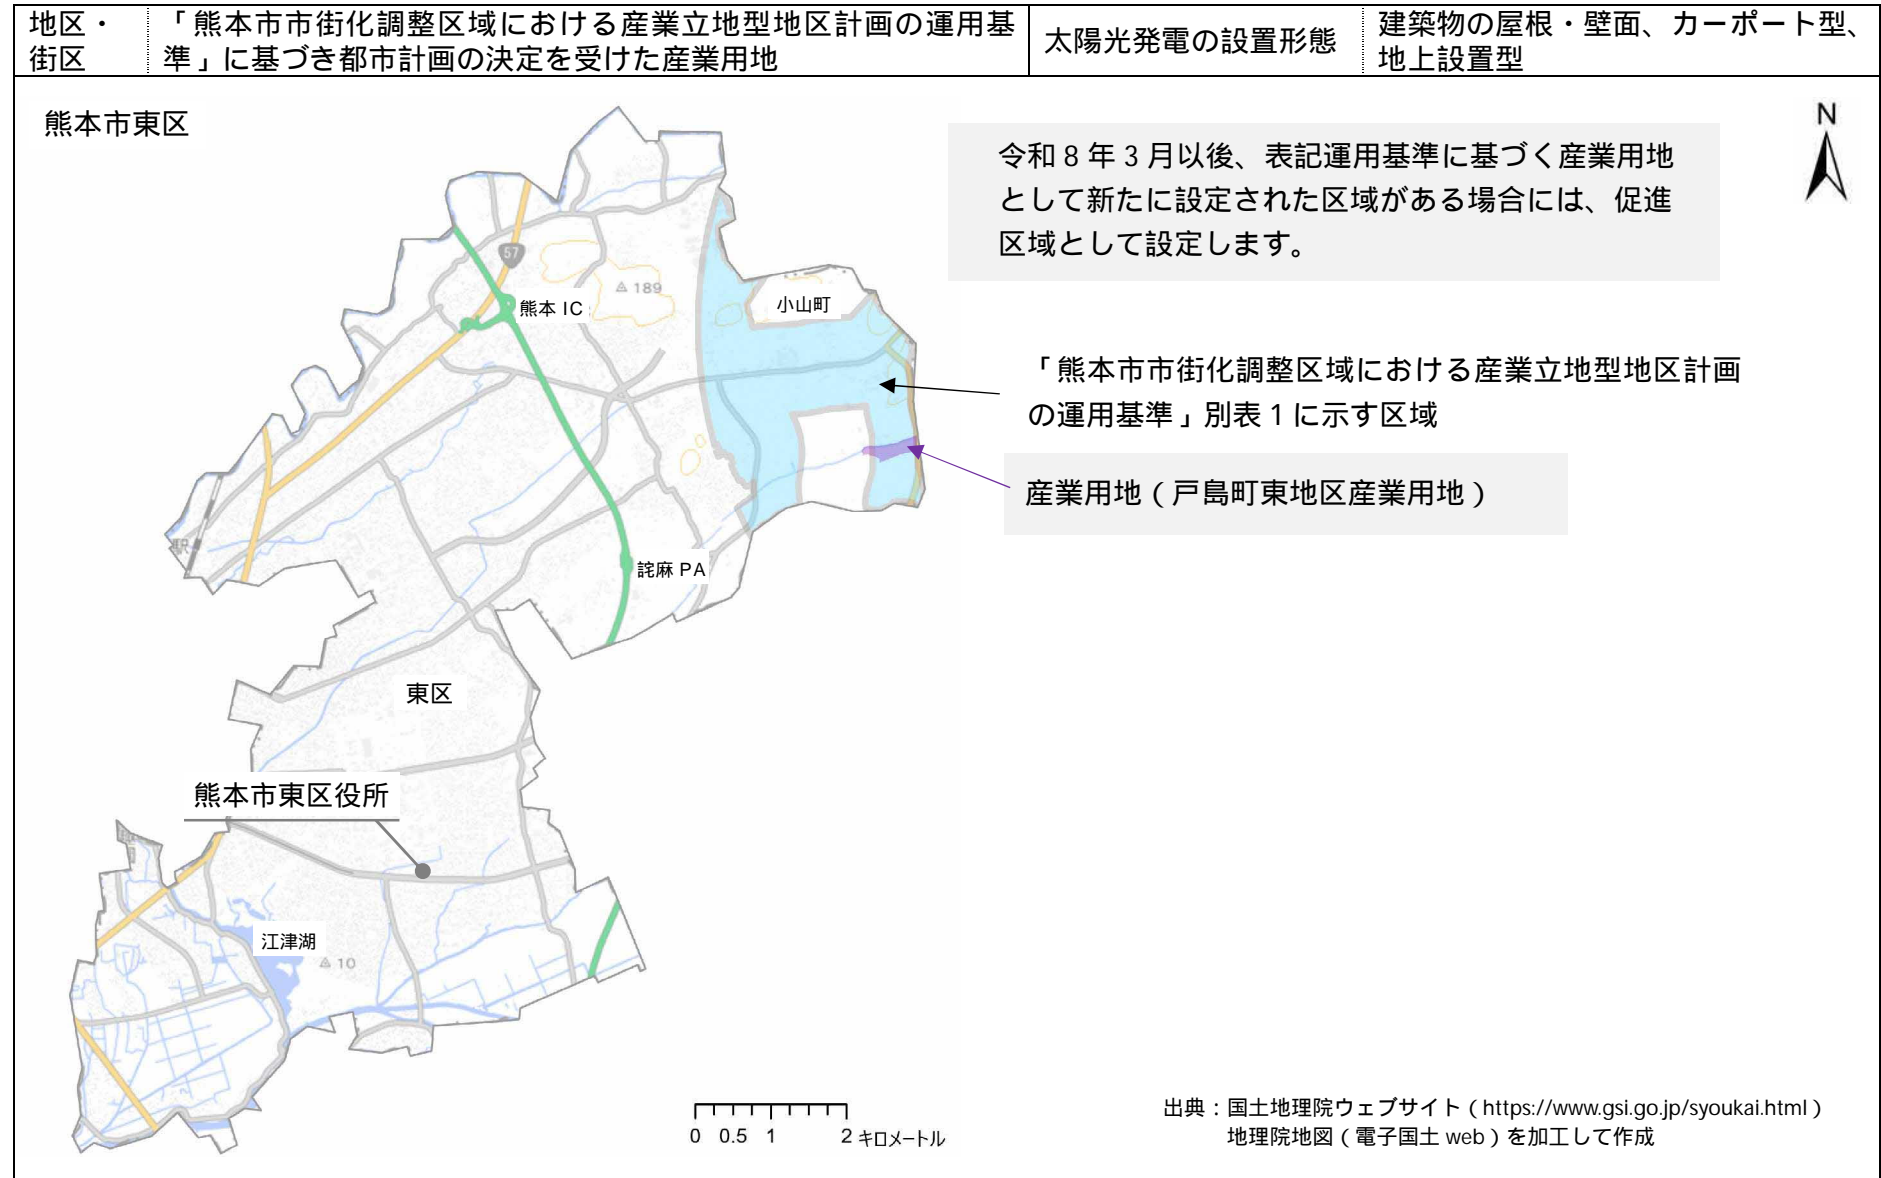 地区・
街区
「熊本市市街化調整区域における産業立地型地区計画の運用基
準」に基づき都市計画の決定を受けた産業用地
太陽光発電の設置形態
建築物の屋根・壁面、カーポート型、
地上設置型
熊本市東区
N
令和8年3月以後、表記運用基準に基づく産業用地
として新たに設定された区域がある場合には、促進
区域として設定します。
57
189
熊本 IC
小山町
「熊本市市街化調整区域における産業立地型地区計画
の運用基準」別表1に示す区域
産業用地(戸島町東地区産業用地)
駅
詫麻 PA
東区
熊本市東区役所
江津湖
10
0 0.5 1 2 キロメートル
出典:国土地理院ウェブサイト(https://www.gsi.go.jp/syoukai.html)
地理院地図(電子国土 web)を加工して作成